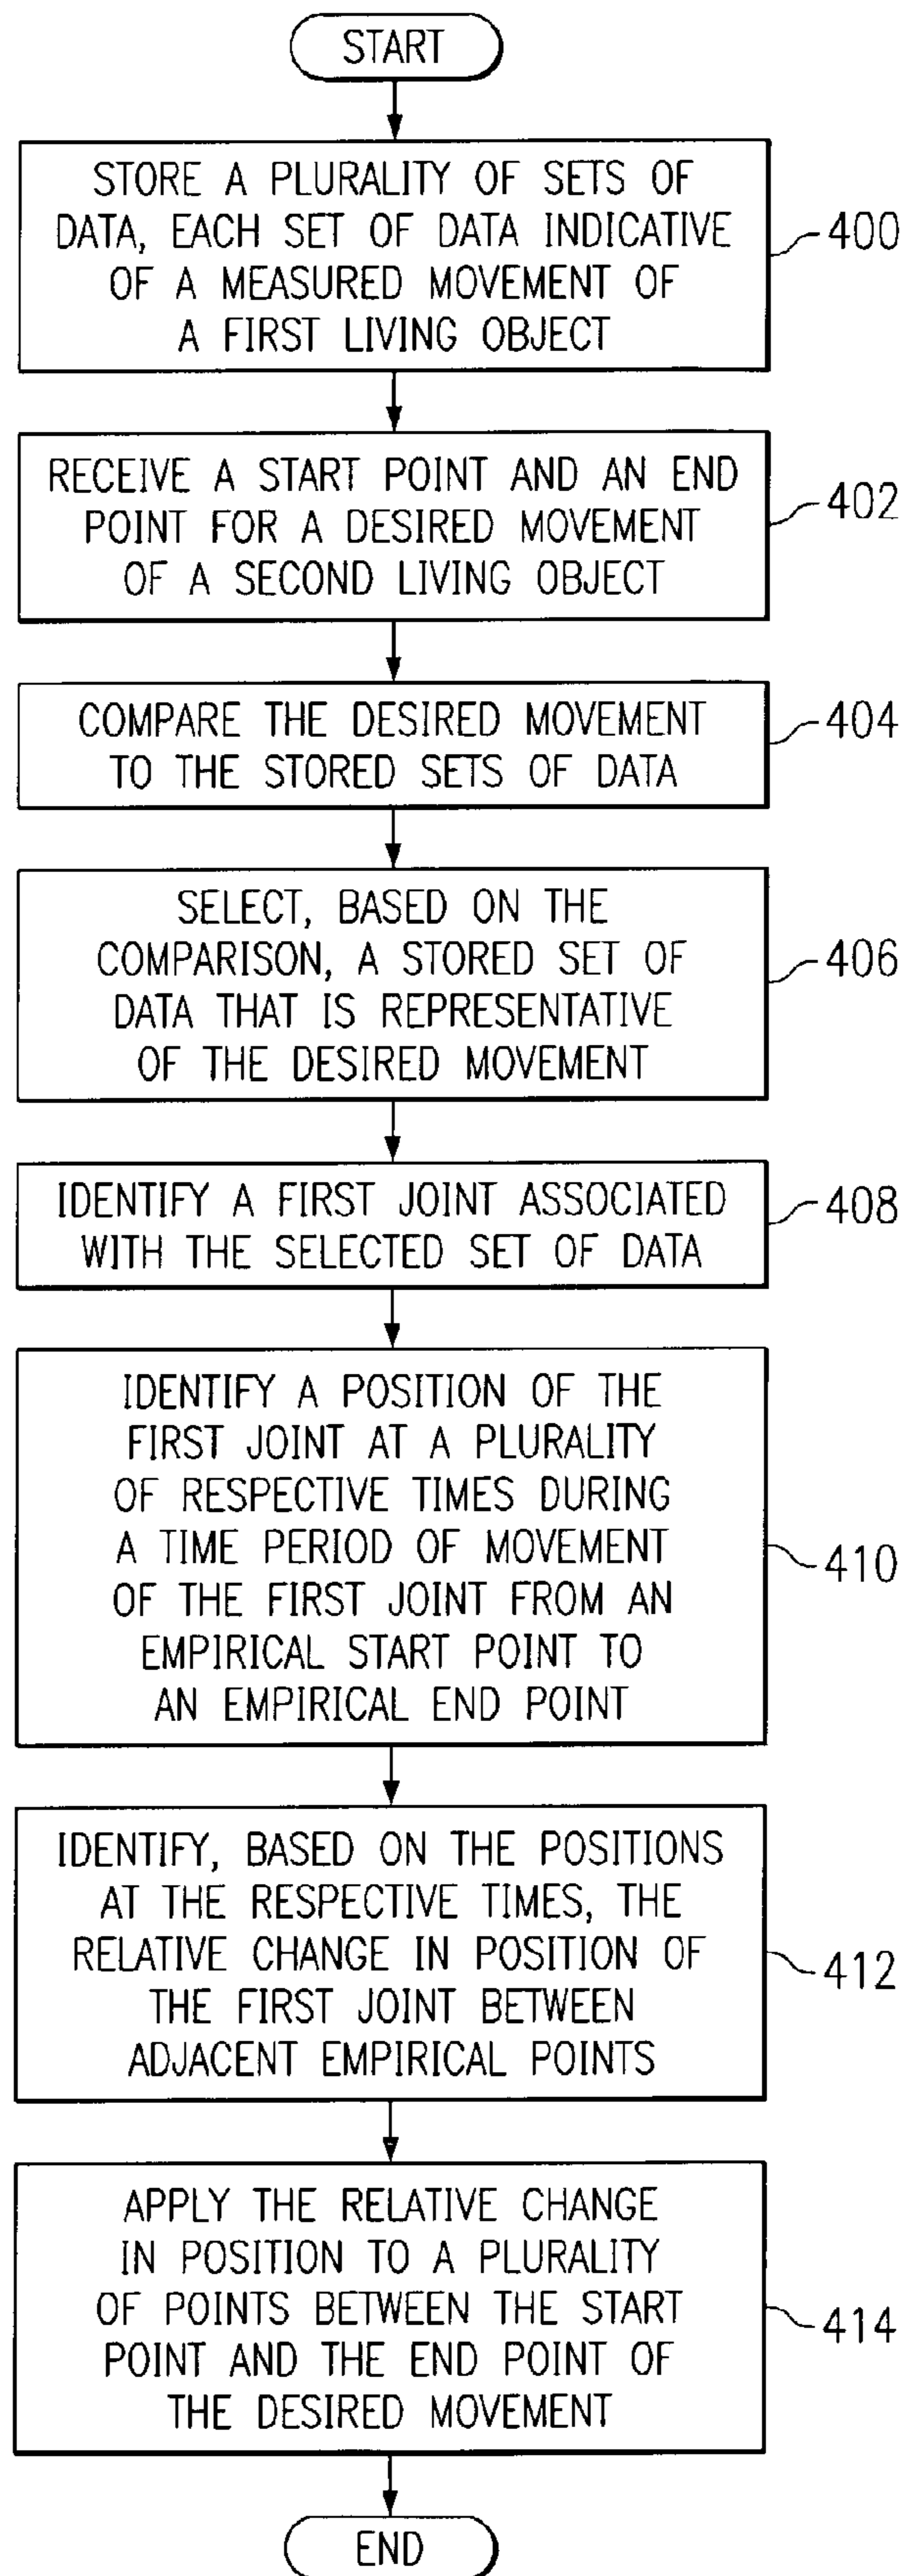 START
STORE A PLURALITY OF SETS OF
DATA, EACH SET OF DATA INDICATIVE
OF A MEASURED MOVEMENT OF
A FIRST LIVING OBJECT
400
RECEIVE A START POINT AND AN END
POINT FOR A DESIRED MOVEMENT
OF A SECOND LIVING OBJECT
402
COMPARE THE DESIRED MOVEMENT
TO THE STORED SETS OF DATA
404
SELECT, BASED ON THE
COMPARISON, A STORED SET OF
DATA THAT IS REPRESENTATIVE
OF THE DESIRED MOVEMENT
406
IDENTIFY A FIRST JOINT ASSOCIATED
WITH THE SELECTED SET OF DATA
408
IDENTIFY A POSITION OF THE
FIRST JOINT AT A PLURALITY
OF RESPECTIVE TIMES DURING
A TIME PERIOD OF MOVEMENT
OF THE FIRST JOINT FROM AN
EMPIRICAL START POINT TO
AN EMPIRICAL END POINT
410
IDENTIFY, BASED ON THE POSITIONS
AT THE RESPECTIVE TIMES, THE
RELATIVE CHANGE IN POSITION OF
THE FIRST JOINT BETWEEN
ADJACENT EMPIRICAL POINTS
412
APPLY THE RELATIVE CHANGE
IN POSITION TO A PLURALITY
OF POINTS BETWEEN THE START
POINT AND THE END POINT OF
THE DESIRED MOVEMENT
414
END